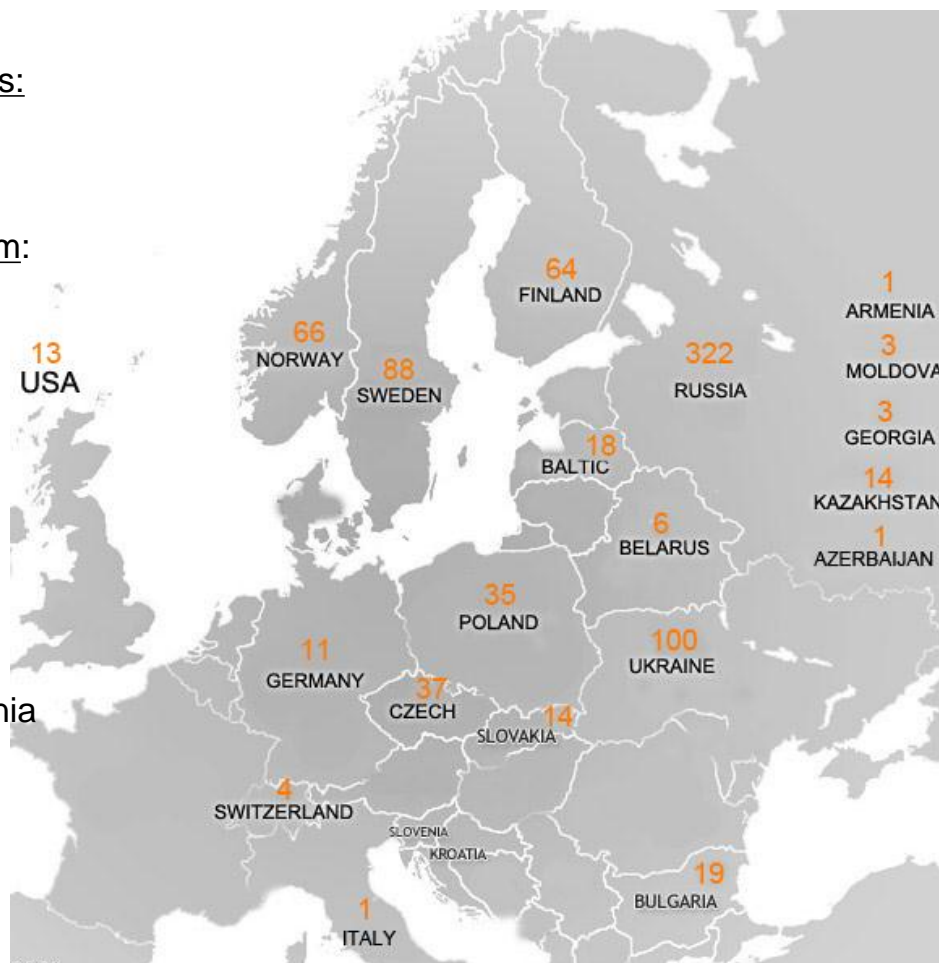 s:
m:
64
FINLAND
1
ARMENIA
66
NORWAY
13
USA
88
SWEDEN
322
RUSSIA
3
MOLDOVA
3
GEORGIA
18
BALTIC
14
KAZAKHSTAN
6
BELARUS
1
AZERBAIJAN
35
POLAND
11
GERMANY
100
UKRAINE
37
CZECH
nia
14
SLOVAKIA
4
SWITZERLAND
SLOVENIA
KROATIA
19
BULGARIA
1
ITALY